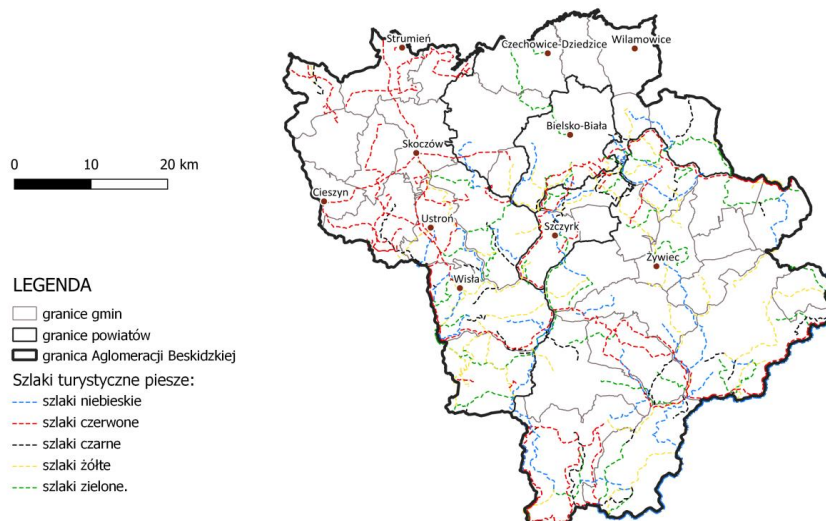 Strumień
Czechowice-Dziedzice
Wilamowice
Bielsko-Biała
Skoczów
Cieszyn
Ustroń
Szczyrk
Żywiec
Wisła
0 10 20 km
LEGENDA
granice gmin
granice powiatów
granica Aglomeracji Beskidzkiej
Szlaki turystyczne piesze:
szlaki niebieskie
szlaki czerwone
szlaki czarne
szlaki żółte
szlaki zielone.